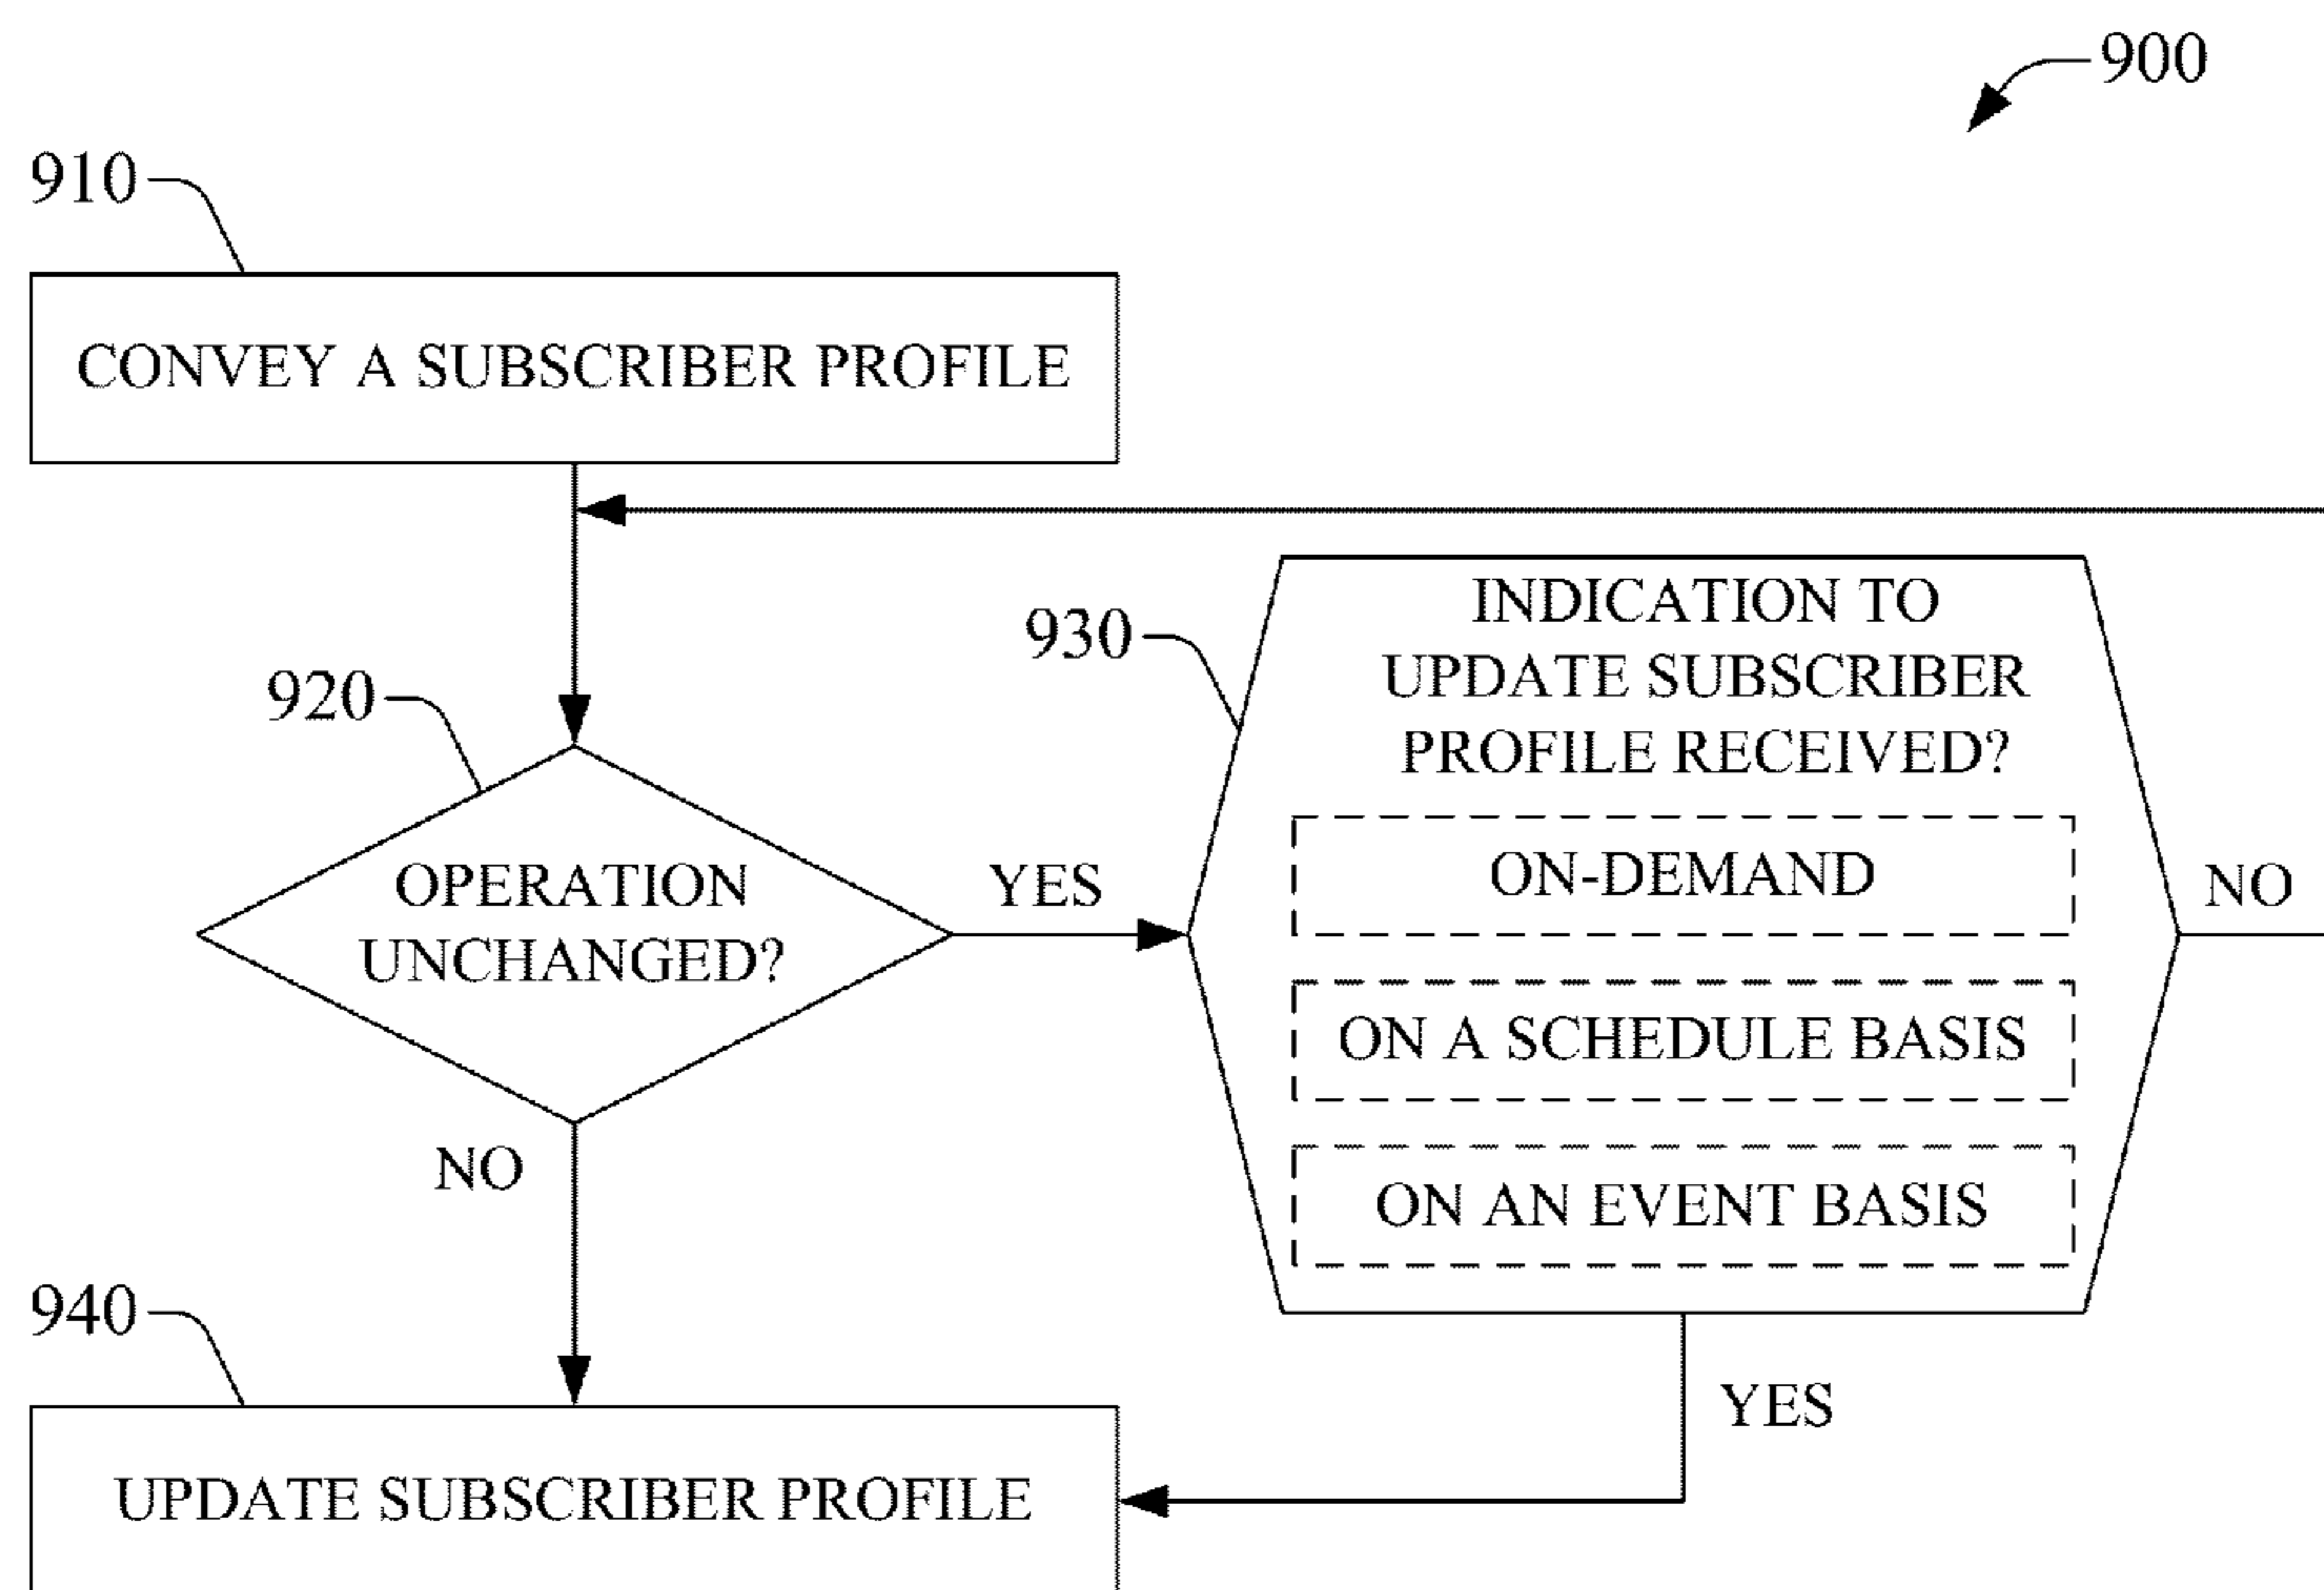 900
910
CONVEY A SUBSCRIBER PROFILE
920
OPERATION
UNCHANGED?
YES
NO
930
INDICATION TO
UPDATE SUBSCRIBER
PROFILE RECEIVED?
ON-DEMAND
ON A SCHEDULE BASIS
ON AN EVENT BASIS
NO
YES
940
UPDATE SUBSCRIBER PROFILE